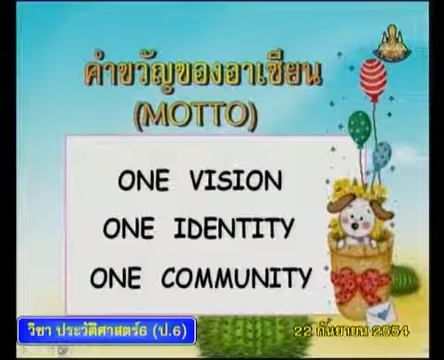 คำขวัญของอาเซียน
(MOTTO)
ONE VISION
ONE IDENTITY
ONE COMMUNITY
วิชา ประวัติศาสตร์6 (ป.6)
22 กันยายน 2554